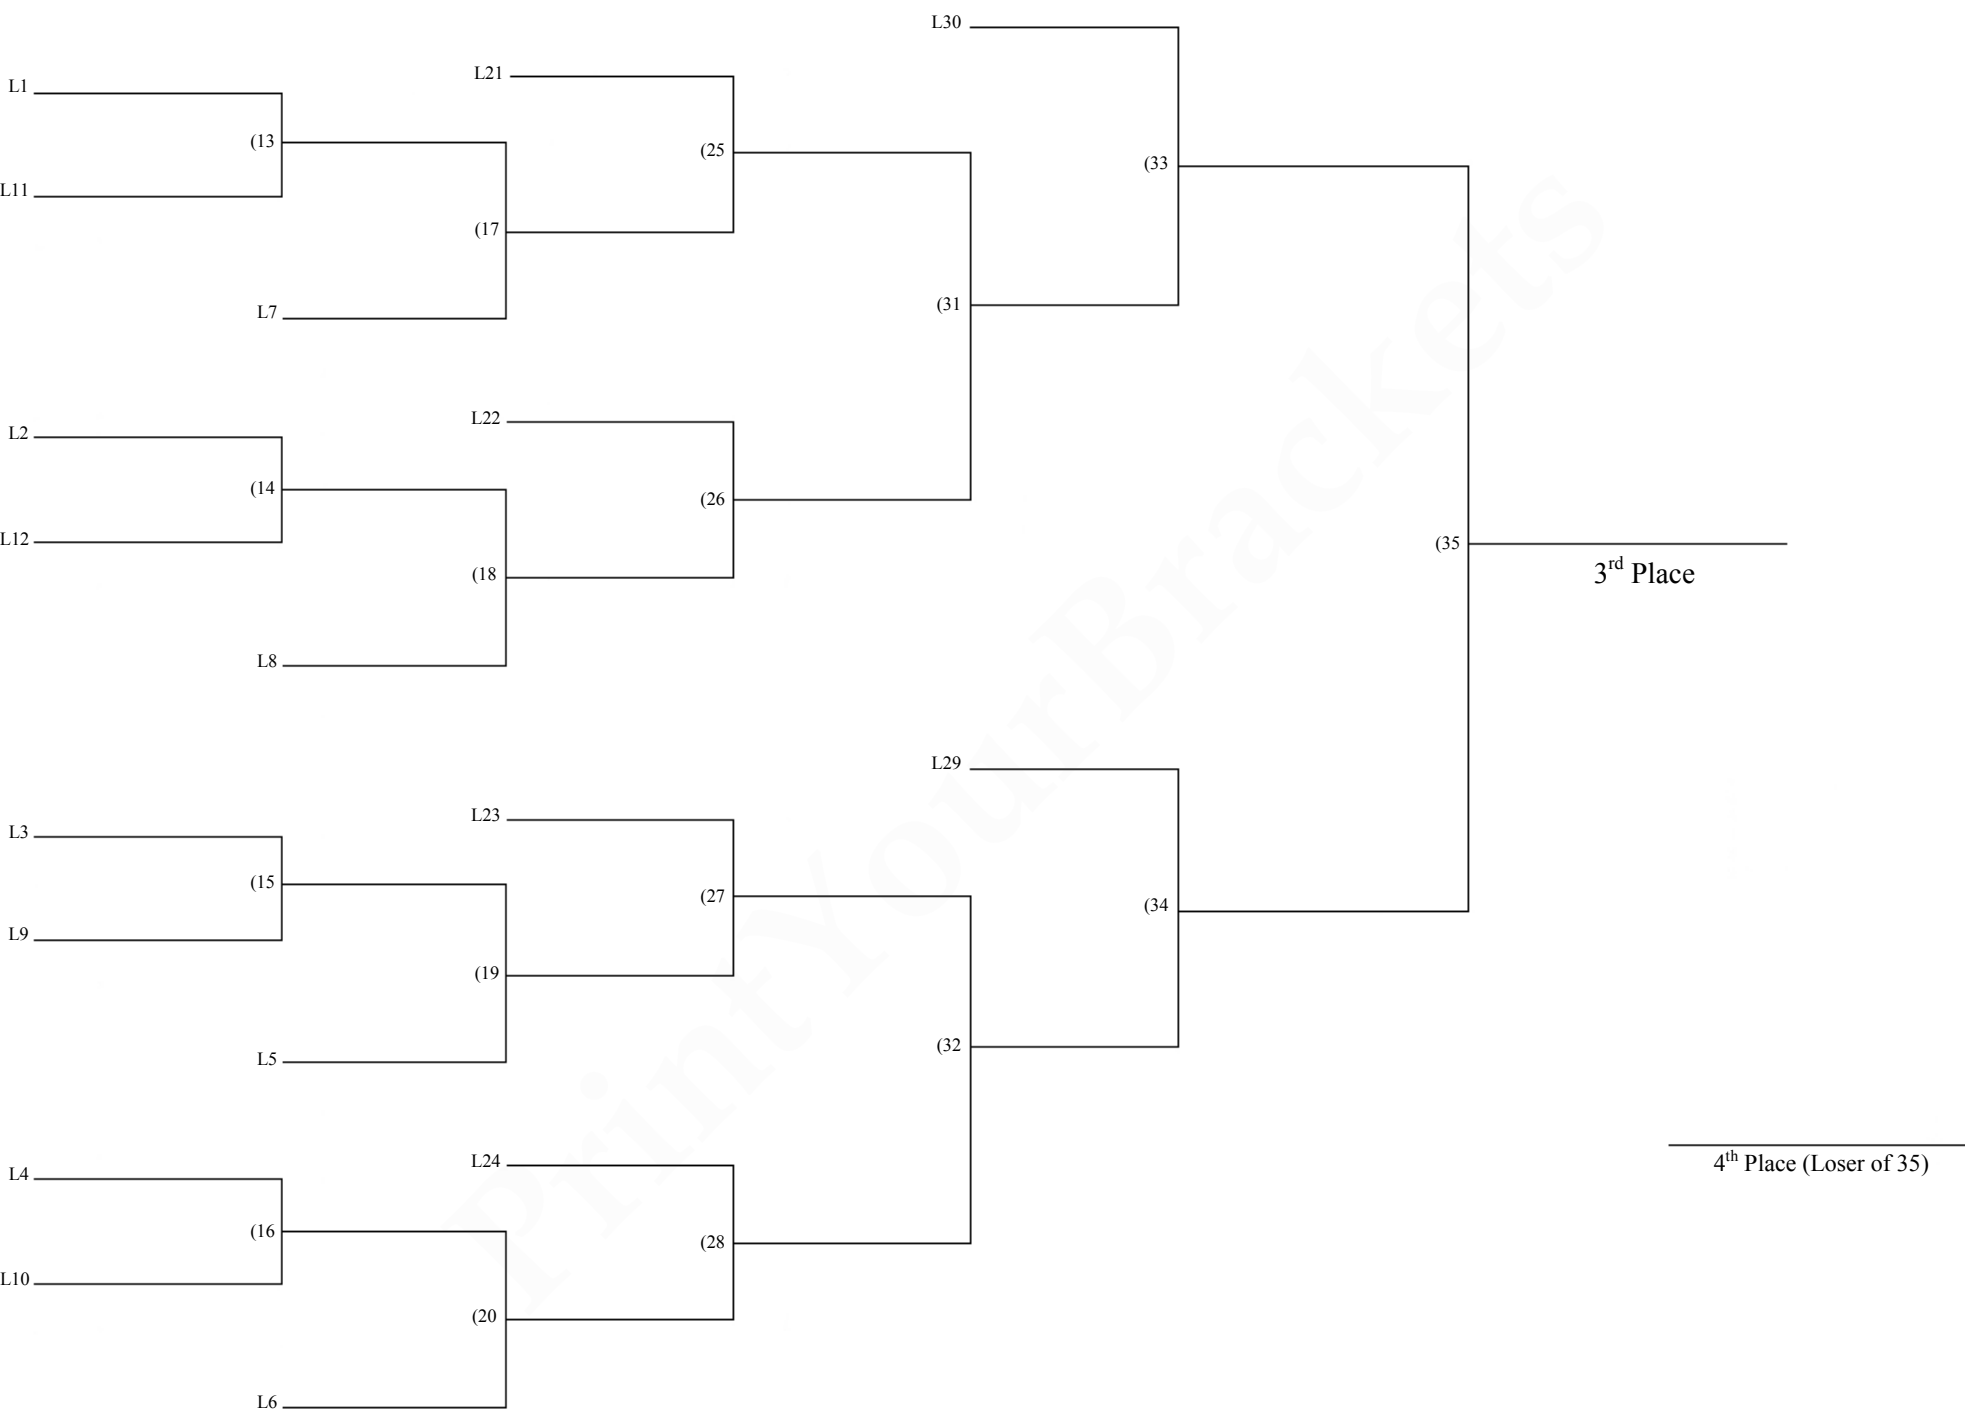 L30
L21
L1
(13
(25
(33
L11
(17
(31
L7
L22
L2
(14
(26
L12
(35
(18
3rd Place
L8
L29
L23
L3
(15
(27
(34
L9
(19
(32
L5
L24
4th Place (Loser of 35)
L4
(16
(28
L10
(20
L6
PrintYourBrackets